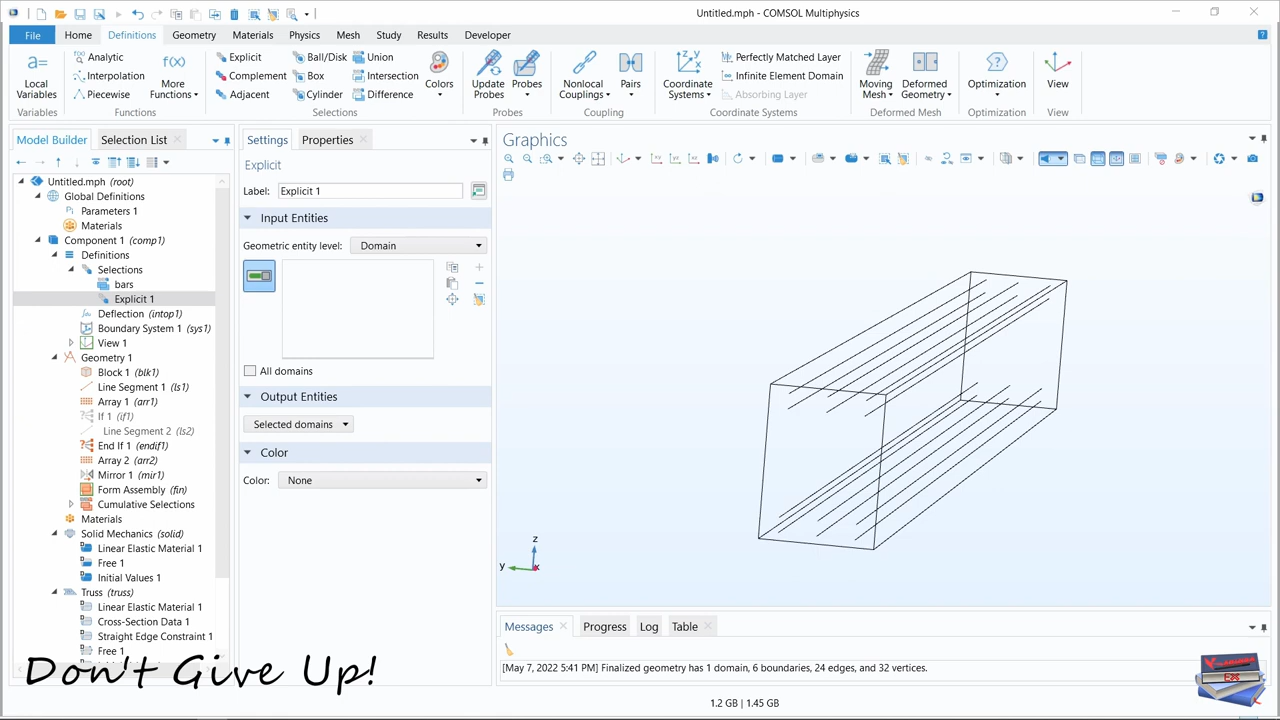 Untitled.mph - COMSOL Multiphysics
File Home Definitions Geometry Materials Physics Mesh Study Results Developer
a= Local Variables
Variables
Analytic
Interpolation
Piecewise
f(x) More Functions
Functions
Explicit
Complement
Adjacent
Ball/Disk
Box
Cylinder
Union
Intersection
Difference
Colors
Selections
Update Probes
Probes
Probes
Nonlocal Couplings
Pairs
Coupling
Coordinate Systems
Perfectly Matched Layer
Infinite Element Domain
Absorbing Layer
Coordinate Systems
Moving Mesh
Deformed Geometry
Deformed Mesh
Optimization
Optimization
View
View
Model Builder Selection List
Untitled.mph (root)
Global Definitions
Parameters 1
Materials
Component 1 (comp1)
Definitions
Selections
bars
Explicit 1
Deflection (intop1)
Boundary System 1 (sys1)
View 1
Geometry 1
Block 1 (blk1)
Line Segment 1 (ls1)
Array 1 (arr1)
If 1 (if1)
Line Segment 2 (ls2)
End If 1 (endif1)
Array 2 (arr2)
Mirror 1 (mir1)
Form Assembly (fin)
Cumulative Selections
Materials
Solid Mechanics (solid)
Linear Elastic Material 1
Free 1
Initial Values 1
Truss (truss)
Linear Elastic Material 1
Cross-Section Data 1
Straight Edge Constraint 1
Free 1
Settings Properties
Explicit
Label: Explicit 1
Input Entities
Geometric entity level: Domain
All domains
Output Entities
Selected domains
Color
Color: None
Graphics
z
y x
Messages Progress Log Table
[May 7, 2022 5:41 PM] Finalized geometry has 1 domain, 6 boundaries, 24 edges, and 32 vertices.
1.2 GB | 1.45 GB
Don't Give Up!